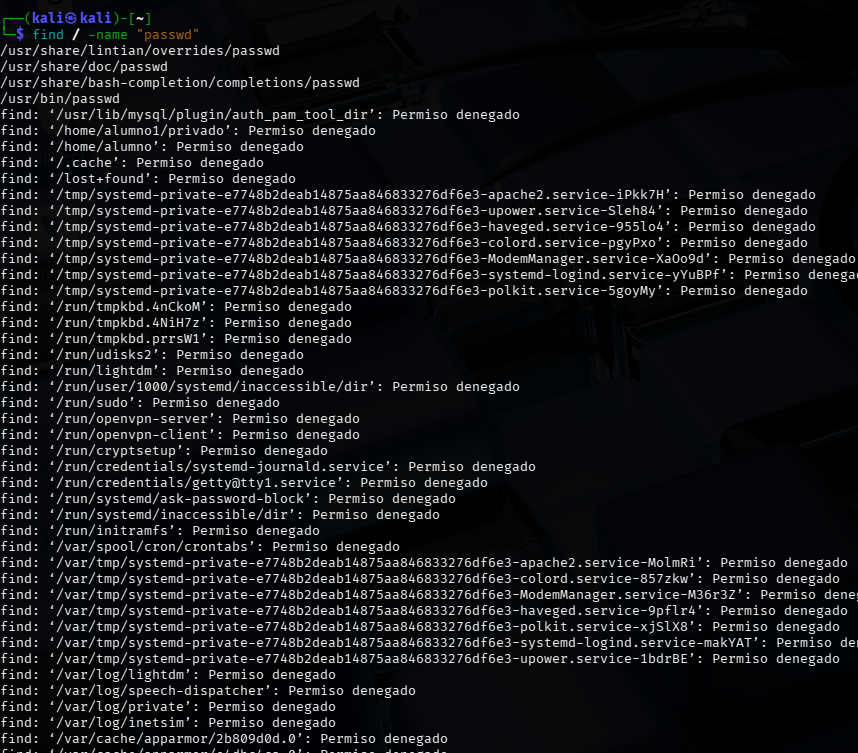 ┌──(kali㉿kali)-[~]
└─$ find / -name "passwd"
/usr/share/lintian/overrides/passwd
/usr/share/doc/passwd
/usr/share/bash-completion/completions/passwd
/usr/bin/passwd
find: ‘/usr/lib/mysql/plugin/auth_pam_tool_dir’: Permiso denegado
find: ‘/home/alumno1/privado’: Permiso denegado
find: ‘/home/alumno’: Permiso denegado
find: ‘/.cache’: Permiso denegado
find: ‘/lost+found’: Permiso denegado
find: ‘/tmp/systemd-private-e7748b2deab14875aa846833276df6e3-apache2.service-iPkk7H’: Permiso denegado
find: ‘/tmp/systemd-private-e7748b2deab14875aa846833276df6e3-upower.service-Sleh84’: Permiso denegado
find: ‘/tmp/systemd-private-e7748b2deab14875aa846833276df6e3-haveged.service-955lo4’: Permiso denegado
find: ‘/tmp/systemd-private-e7748b2deab14875aa846833276df6e3-colord.service-pgyPxo’: Permiso denegado
find: ‘/tmp/systemd-private-e7748b2deab14875aa846833276df6e3-ModemManager.service-XaOo9d’: Permiso denegado
find: ‘/tmp/systemd-private-e7748b2deab14875aa846833276df6e3-systemd-logind.service-yYuBPf’: Permiso denega
find: ‘/tmp/systemd-private-e7748b2deab14875aa846833276df6e3-polkit.service-5goyMy’: Permiso denegado
find: ‘/run/tmpkbd.4nCkoM’: Permiso denegado
find: ‘/run/tmpkbd.4NiH7z’: Permiso denegado
find: ‘/run/tmpkbd.prrsW1’: Permiso denegado
find: ‘/run/udisks2’: Permiso denegado
find: ‘/run/lightdm’: Permiso denegado
find: ‘/run/user/1000/systemd/inaccessible/dir’: Permiso denegado
find: ‘/run/sudo’: Permiso denegado
find: ‘/run/openvpn-server’: Permiso denegado
find: ‘/run/openvpn-client’: Permiso denegado
find: ‘/run/cryptsetup’: Permiso denegado
find: ‘/run/credentials/systemd-journald.service’: Permiso denegado
find: ‘/run/credentials/getty@tty1.service’: Permiso denegado
find: ‘/run/systemd/ask-password-block’: Permiso denegado
find: ‘/run/systemd/inaccessible/dir’: Permiso denegado
find: ‘/run/initramfs’: Permiso denegado
find: ‘/var/spool/cron/crontabs’: Permiso denegado
find: ‘/var/tmp/systemd-private-e7748b2deab14875aa846833276df6e3-apache2.service-MolmRi’: Permiso denegado
find: ‘/var/tmp/systemd-private-e7748b2deab14875aa846833276df6e3-colord.service-857zkw’: Permiso denegado
find: ‘/var/tmp/systemd-private-e7748b2deab14875aa846833276df6e3-ModemManager.service-M36r3Z’: Permiso dene
find: ‘/var/tmp/systemd-private-e7748b2deab14875aa846833276df6e3-haveged.service-9pflr4’: Permiso denegado
find: ‘/var/tmp/systemd-private-e7748b2deab14875aa846833276df6e3-polkit.service-xjSlX8’: Permiso denegado
find: ‘/var/tmp/systemd-private-e7748b2deab14875aa846833276df6e3-systemd-logind.service-makYAT’: Permiso de
find: ‘/var/tmp/systemd-private-e7748b2deab14875aa846833276df6e3-upower.service-1bdrBE’: Permiso denegado
find: ‘/var/log/lightdm’: Permiso denegado
find: ‘/var/log/speech-dispatcher’: Permiso denegado
find: ‘/var/log/private’: Permiso denegado
find: ‘/var/log/inetsim’: Permiso denegado
find: ‘/var/cache/apparmor/2b809d0d.0’: Permiso denegado